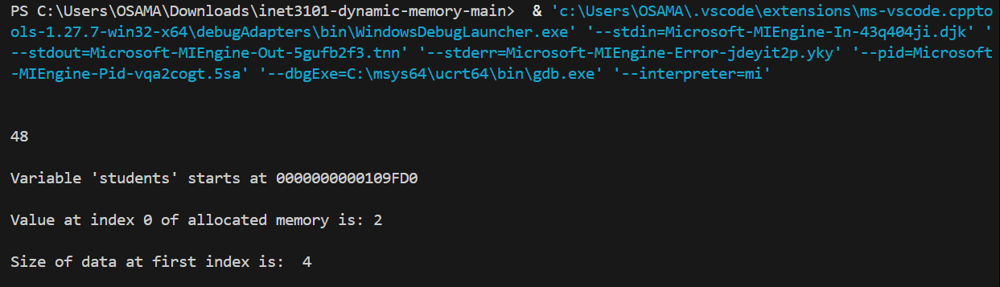 PS C:\Users\OSAMA\Downloads\inet3101-dynamic-memory-main>  & 'c:\Users\OSAMA\.vscode\extensions\ms-vscode.cppto
ols-1.27.7-win32-x64\debugAdapters\bin\WindowsDebugLauncher.exe' '--stdin=Microsoft-MIEngine-In-43q404ji.djk' '
--stdout=Microsoft-MIEngine-Out-5gufb2f3.tnn' '--stderr=Microsoft-MIEngine-Error-jdeyit2p.yky' '--pid=Microsoft
-MIEngine-Pid-vqa2cogt.5sa' '--dbgExe=C:\msys64\ucrt64\bin\gdb.exe' '--interpreter=mi'
48
Variable 'students' starts at 0000000000109FD0
Value at index 0 of allocated memory is: 2
Size of data at first index is:  4